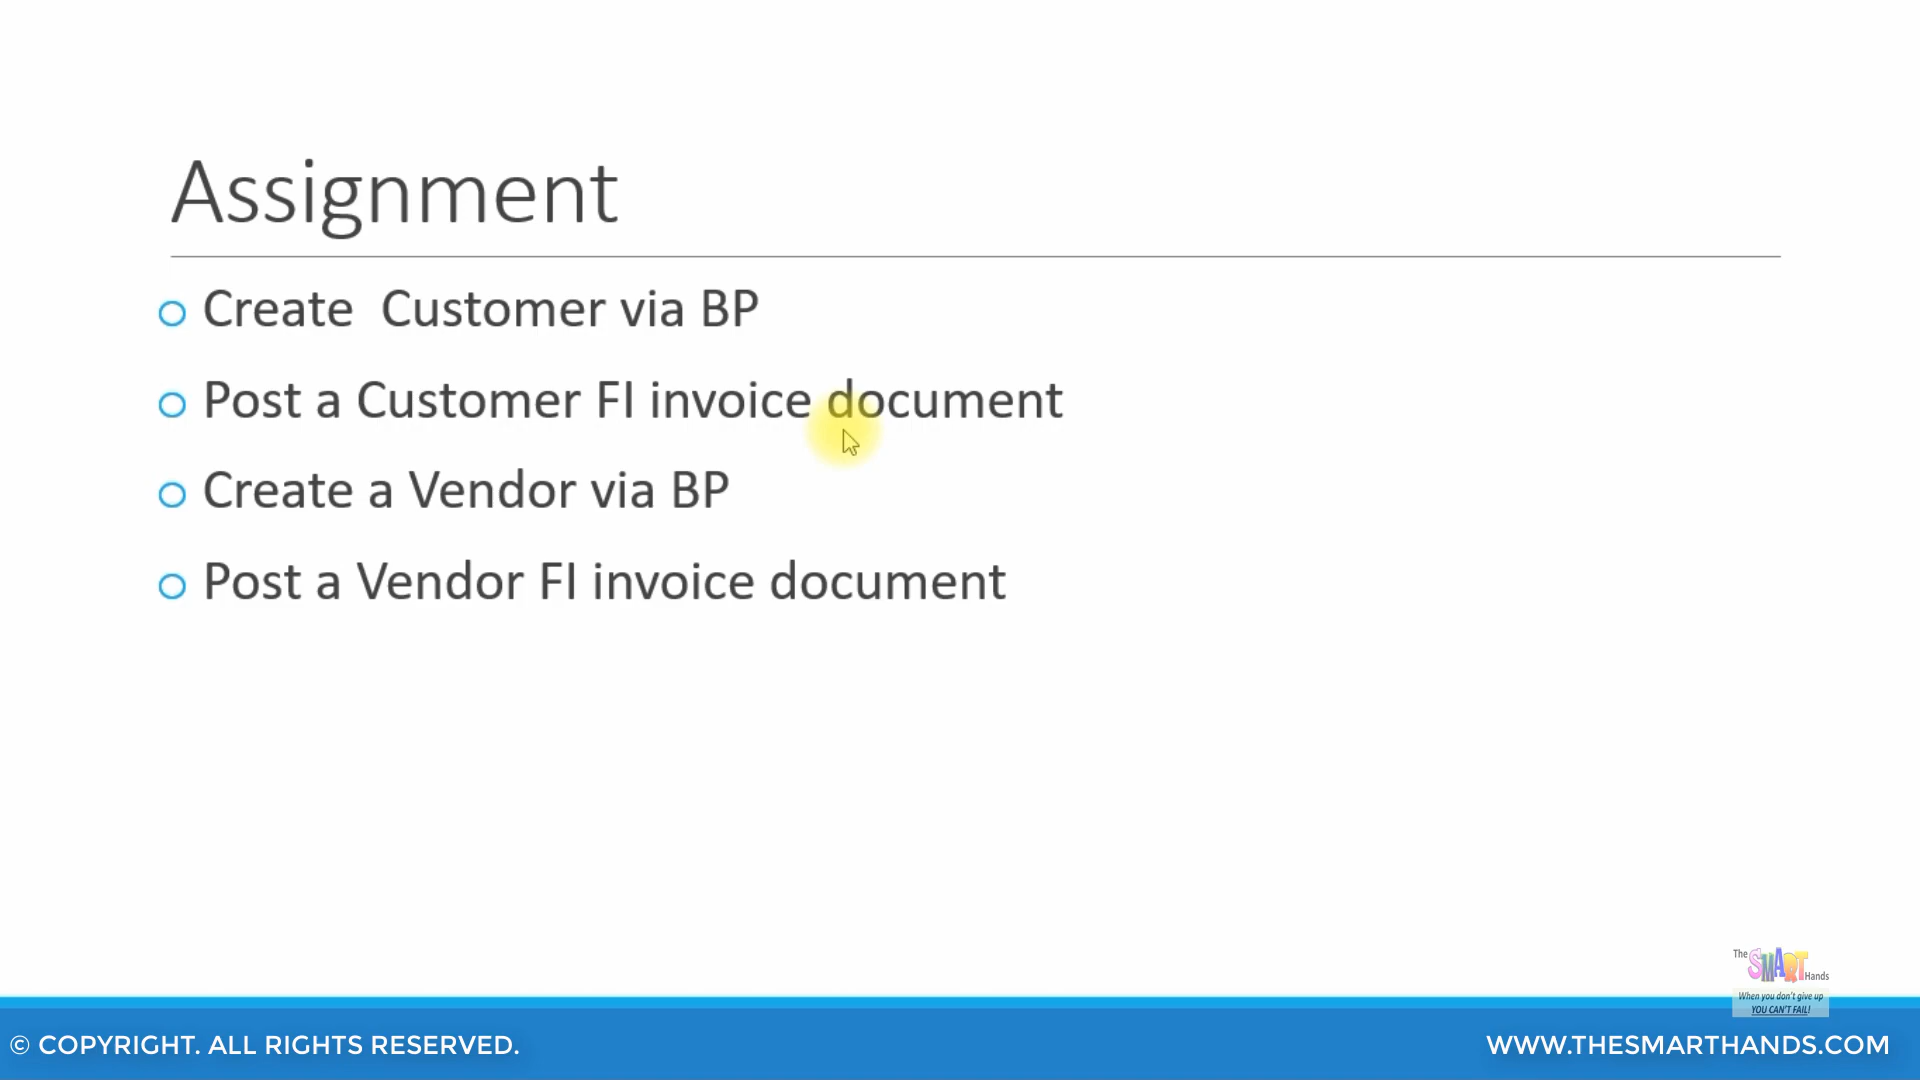 Assignment
Create  Customer via BP
Post a Customer FI invoice document
Create a Vendor via BP
Post a Vendor FI invoice document
The SMART Hands
When you don't give up
YOU CAN'T FAIL!
© COPYRIGHT. ALL RIGHTS RESERVED.
WWW.THESMARTHANDS.COM